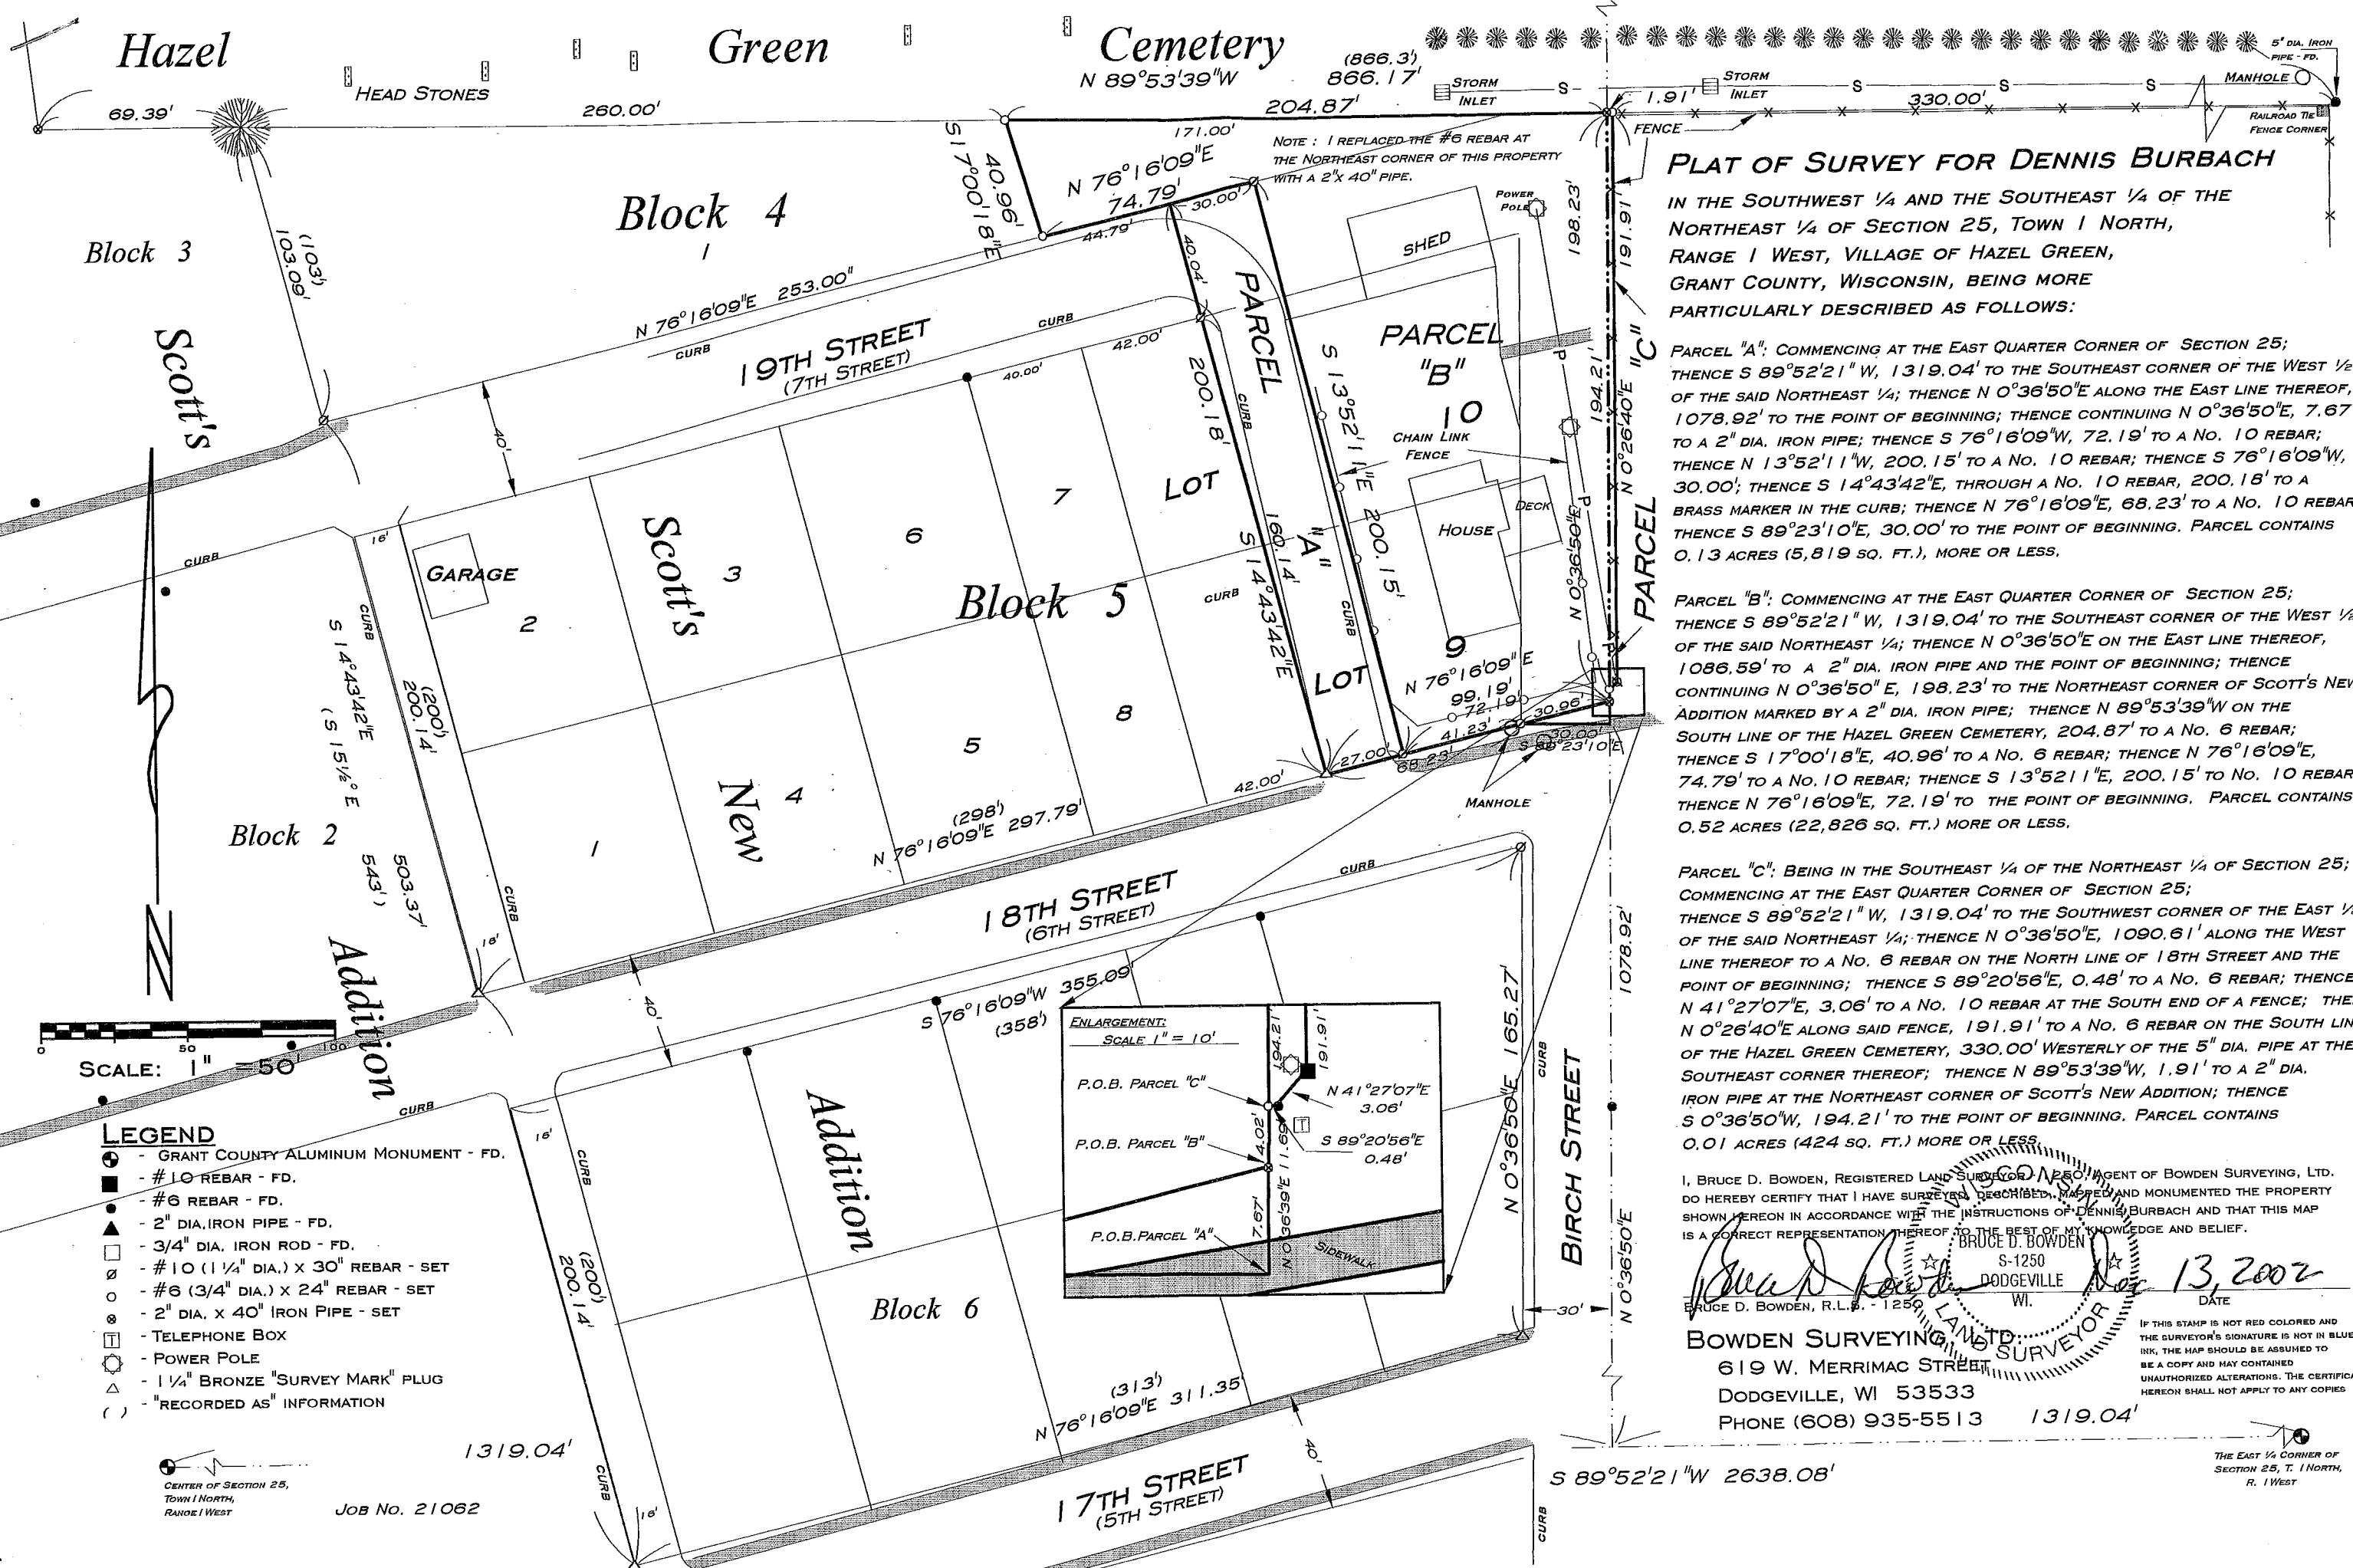 Hazel Green Cemetery
HEAD STONES
69.39'
260.00'
(866.3')
N 89°53'39"W 866.17'
204.87'
STORM INLET
S
STORM INLET
S
S
S
1.91'
330.00'
5" DIA. IRON
PIPE - FD.
MANHOLE
RAILROAD TIE
FENCE CORNER
FENCE
171.00'
NOTE : I REPLACED THE #6 REBAR AT
THE NORTHEAST CORNER OF THIS PROPERTY
WITH A 2"X 40" PIPE.
S 17°00'18"E
40.96'
N 76°16'09"E
74.79'
44.79'
30.00'
40.04'
POWER
POLE
198.23'
191.91'
SHED
Block 3
(103')
103.09'
Block 4
1
N 76°16'09"E 253.00"
CURB
19TH STREET
(7TH STREET)
CURB
42.00'
40.00'
40'
Scott's
PARCEL
"A"
LOT
LOT
200.18'
160.14'
S 14°43'42"E
CURB
CURB
CURB
S 13°52'11"E 200.15'
PARCEL
"B"
10
CHAIN LINK
FENCE
HOUSE
DECK
9
P
P
P
194.21'
N 0°36'50"E
N 0°26'40"E
PARCEL "C"
N 76°16'09"E
99.19'
72.19'
41.23'
30.96'
30.00'
S 89°23'10"E
27.00'
68.23'
MANHOLE
CURB
16'
GARAGE
2
3
6
7
Block 5
1
4
5
8
Scott's
New
Addition
CURB
S 14°43'42"E
(S 15½° E
503.37'
543')
(200')
200.14'
CURB
Block 2
16'
(298')
N 76°16'09"E 297.79'
42.00'
18TH STREET
(6TH STREET)
CURB
40'
S 76°16'09"W 355.09'
(358')
N 0°36'50"E 165.27'
CURB
BIRCH STREET
1078.92'
N 0°36'50"E
30'
ENLARGEMENT:
SCALE 1" = 10'
P.O.B. PARCEL "C"
P.O.B. PARCEL "B"
P.O.B. PARCEL "A"
194.21'
191.91'
N 41°27'07"E
3.06'
T
S 89°20'56"E
0.48'
4.02'
7.67'
N 0°36'39"E 11.69'
SIDEWALK
Addition
Block 6
CURB
16'
CURB
(200')
200.14'
CURB
16'
(313')
N 76°16'09"E 311.35'
17TH STREET
(5TH STREET)
40'
CURB
0 50 100
SCALE: 1" = 50'
LEGEND
- GRANT COUNTY ALUMINUM MONUMENT - FD.
- #10 REBAR - FD.
- #6 REBAR - FD.
- 2" DIA.IRON PIPE - FD.
- 3/4" DIA. IRON ROD - FD.
- #10 (1 1/4" DIA.) X 30" REBAR - SET
- #6 (3/4" DIA.) X 24" REBAR - SET
- 2" DIA. X 40" IRON PIPE - SET
T - TELEPHONE BOX
- POWER POLE
- 1 1/4" BRONZE "SURVEY MARK" PLUG
( ) - "RECORDED AS" INFORMATION
1319.04'
CENTER OF SECTION 25,
TOWN 1 NORTH,
RANGE 1 WEST
JOB NO. 21062
PLAT OF SURVEY FOR DENNIS BURBACH
IN THE SOUTHWEST 1/4 AND THE SOUTHEAST 1/4 OF THE
NORTHEAST 1/4 OF SECTION 25, TOWN 1 NORTH,
RANGE 1 WEST, VILLAGE OF HAZEL GREEN,
GRANT COUNTY, WISCONSIN, BEING MORE
PARTICULARLY DESCRIBED AS FOLLOWS:
PARCEL "A": COMMENCING AT THE EAST QUARTER CORNER OF SECTION 25;
THENCE S 89°52'21" W, 1319.04' TO THE SOUTHEAST CORNER OF THE WEST 1/2
OF THE SAID NORTHEAST 1/4; THENCE N 0°36'50"E ALONG THE EAST LINE THEREOF,
1078.92' TO THE POINT OF BEGINNING; THENCE CONTINUING N 0°36'50"E, 7.67
TO A 2" DIA. IRON PIPE; THENCE S 76°16'09"W, 72.19' TO A NO. 10 REBAR;
THENCE N 13°52'11"W, 200.15' TO A NO. 10 REBAR; THENCE S 76°16'09"W,
30.00'; THENCE S 14°43'42"E, THROUGH A NO. 10 REBAR, 200.18' TO A
BRASS MARKER IN THE CURB; THENCE N 76°16'09"E, 68.23' TO A NO. 10 REBAR
THENCE S 89°23'10"E, 30.00' TO THE POINT OF BEGINNING. PARCEL CONTAINS
0.13 ACRES (5,819 SQ. FT.), MORE OR LESS.
PARCEL "B": COMMENCING AT THE EAST QUARTER CORNER OF SECTION 25;
THENCE S 89°52'21" W, 1319.04' TO THE SOUTHEAST CORNER OF THE WEST 1/2
OF THE SAID NORTHEAST 1/4; THENCE N 0°36'50"E ON THE EAST LINE THEREOF,
1086.59' TO A 2" DIA. IRON PIPE AND THE POINT OF BEGINNING; THENCE
CONTINUING N 0°36'50" E, 198.23' TO THE NORTHEAST CORNER OF SCOTT'S NEW
ADDITION MARKED BY A 2" DIA. IRON PIPE; THENCE N 89°53'39"W ON THE
SOUTH LINE OF THE HAZEL GREEN CEMETERY, 204.87' TO A NO. 6 REBAR;
THENCE S 17°00'18"E, 40.96' TO A NO. 6 REBAR; THENCE N 76°16'09"E,
74.79' TO A NO. 10 REBAR; THENCE S 13°5211"E, 200.15' TO NO. 10 REBAR
THENCE N 76°16'09"E, 72.19' TO THE POINT OF BEGINNING. PARCEL CONTAINS
0.52 ACRES (22,826 SQ. FT.) MORE OR LESS.
PARCEL "C": BEING IN THE SOUTHEAST 1/4 OF THE NORTHEAST 1/4 OF SECTION 25;
COMMENCING AT THE EAST QUARTER CORNER OF SECTION 25;
THENCE S 89°52'21" W, 1319.04' TO THE SOUTHWEST CORNER OF THE EAST
OF THE SAID NORTHEAST 1/4; THENCE N 0°36'50"E, 1090.61' ALONG THE WEST
LINE THEREOF TO A NO. 6 REBAR ON THE NORTH LINE OF 18TH STREET AND THE
POINT OF BEGINNING; THENCE S 89°20'56"E, 0.48' TO A NO. 6 REBAR; THENCE
N 41°27'07"E, 3.06' TO A NO. 10 REBAR AT THE SOUTH END OF A FENCE;
N 0°26'40"E ALONG SAID FENCE, 191.91' TO A NO. 6 REBAR ON THE SOUTH LIN
OF THE HAZEL GREEN CEMETERY, 330.00' WESTERLY OF THE 5" DIA. PIPE AT THE
SOUTHEAST CORNER THEREOF; THENCE N 89°53'39"W, 1.91' TO A 2" DIA.
IRON PIPE AT THE NORTHEAST CORNER OF SCOTT'S NEW ADDITION; THENCE
S 0°36'50"W, 194.21' TO THE POINT OF BEGINNING. PARCEL CONTAINS
0.01 ACRES (424 SQ. FT.) MORE OR LESS.
I, BRUCE D. BOWDEN, REGISTERED LAND SURVEYOR - 1250, AGENT OF BOWDEN SURVEYING, LTD.
DO HEREBY CERTIFY THAT I HAVE SURVEYED, DESCRIBED, MAPPED AND MONUMENTED THE PROPERTY
SHOWN HEREON IN ACCORDANCE WITH THE INSTRUCTIONS OF DENNIS BURBACH AND THAT THIS MAP
IS A CORRECT REPRESENTATION THEREOF TO THE BEST OF MY KNOWLEDGE AND BELIEF.
WISCONSIN
BRUCE D. BOWDEN
S-1250
DODGEVILLE
WI.
LAND SURVEYOR
Bruce D. Bowden Nov 13, 2002
BRUCE D. BOWDEN, R.L.S. - 1250
DATE
BOWDEN SURVEYING, LTD.
619 W. MERRIMAC STREET
DODGEVILLE, WI 53533
PHONE (608) 935-5513
IF THIS STAMP IS NOT RED COLORED AND
THE SURVEYOR'S SIGNATURE IS NOT IN BLUE
INK, THE MAP SHOULD BE ASSUMED TO
BE A COPY AND MAY CONTAINED
UNAUTHORIZED ALTERATIONS. THE CERTIFICA
HEREON SHALL NOT APPLY TO ANY COPIES
1319.04'
S 89°52'21"W 2638.08'
THE EAST 1/4 CORNER OF
SECTION 25, T. 1 NORTH,
R. 1 WEST